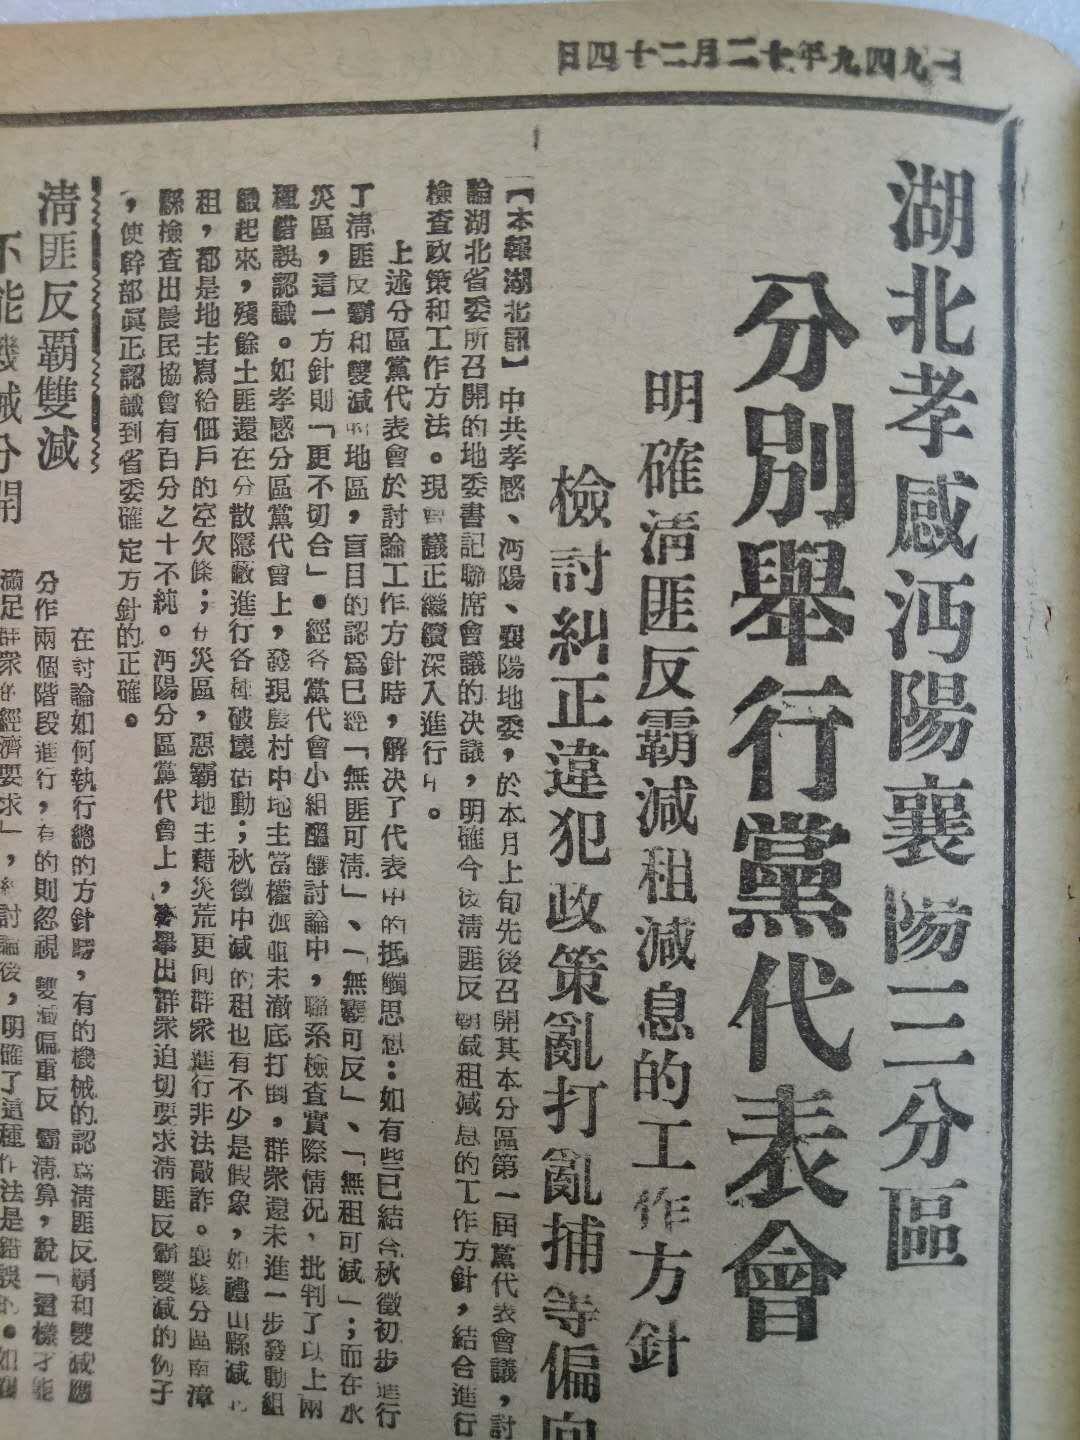 一九四九年十二月二十四日
湖北孝感沔陽襄陽三分區
分別舉行黨代表會
明確淸匪反霸減租減息的工作方針
檢討糾正違犯政策亂打亂捕等偏向
【本報湖北訊】中共孝感、沔陽、襄陽地委，於本月上旬先後召開其本分區第一屆黨代表會議，討
論湖北省委所召開的地委書記聯席會議的决議，明確今後淸匪反霸減租減息的工作方針，結合進行
檢查政策和工作方法。現會議正繼續深入進行中。
上述分區黨代表會於討論工作方針時，解决了代表中的抵觸思想：如有些已結合秋徵初步進行
了淸匪反霸和雙減的地區，盲目的認爲已經「無匪可淸」、「無霸可反」、「無租可減」；而在水
災區，這一方針則「更不切合」。經各黨代會小組醞釀討論中，聯系檢查實際情况，批判了以上兩
種錯誤認識。如孝感分區黨代會上，發現農村中地主當權派並未澈底打倒，群衆還未進一步發動組
織起來，殘餘土匪還在分散隱蔽進行各種破壞活動；秋徵中減的租也有不少是假象，如禮山縣減
租，都是地主寫給佃戶的空欠條；在災區，惡霸地主藉災荒更向群衆進行非法敲詐。襄陽分區南漳
縣檢查出農民協會有百分之十不純。沔陽分區黨代會上，亦舉出群衆迫切要求淸匪反霸雙減的例子
，使幹部眞正認識到省委確定方針的正確。
淸匪反霸雙減
不能機械分開
在討論如何執行總的方針時，有的機械的認爲淸匪反霸和雙減應
分作兩個階段進行，有的則忽視雙減偏重反霸淸算，說「這樣才能
滿足群衆的經濟要求」，經討論後，明確了這種作法是錯誤的。如